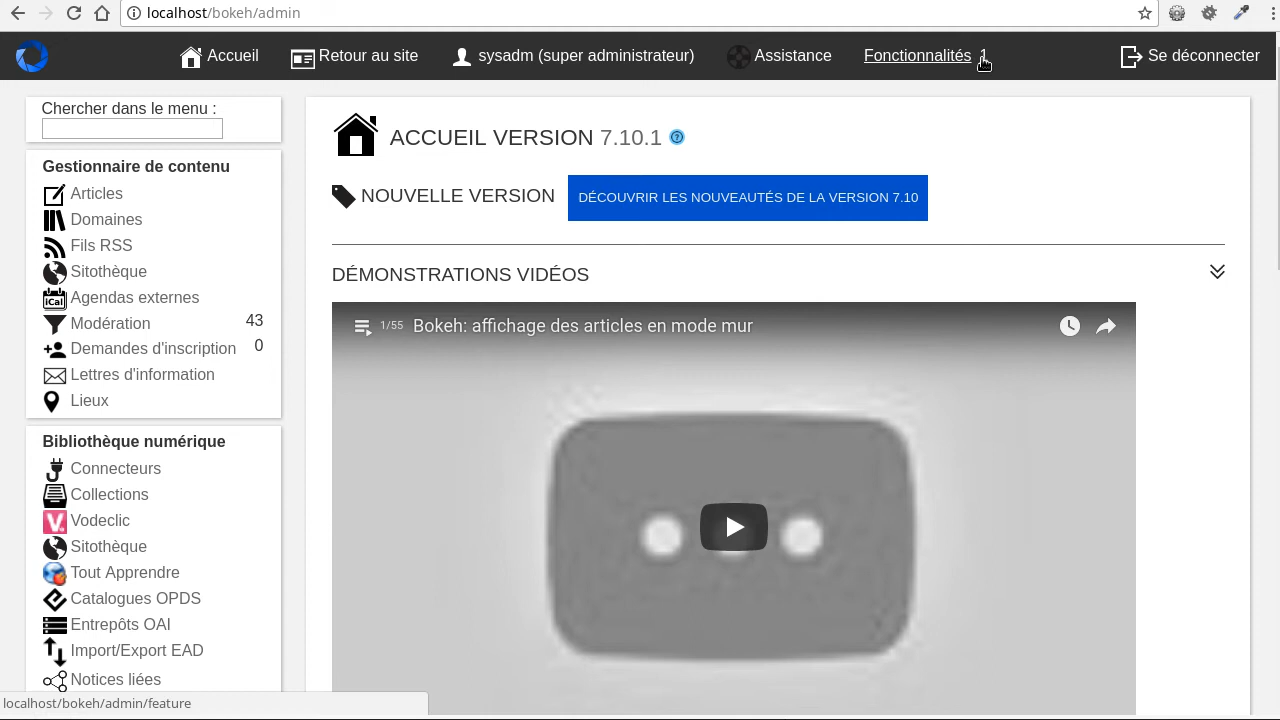 localhost/bokeh/admin
Accueil Retour au site sysadm (super administrateur) Assistance Fonctionnalités 1 Se déconnecter
Chercher dans le menu :
Gestionnaire de contenu
Articles
Domaines
Fils RSS
Sitothèque
iCal Agendas externes
Modération 43
Demandes d'inscription 0
Lettres d'information
Lieux
Bibliothèque numérique
Connecteurs
Collections
V. Vodeclic
Sitothèque
Tout Apprendre
Catalogues OPDS
Entrepôts OAI
Import/Export EAD
Notices liées
ACCUEIL VERSION 7.10.1 ?
NOUVELLE VERSION DÉCOUVRIR LES NOUVEAUTÉS DE LA VERSION 7.10
DÉMONSTRATIONS VIDÉOS
1/55 Bokeh: affichage des articles en mode mur
localhost/bokeh/admin/feature